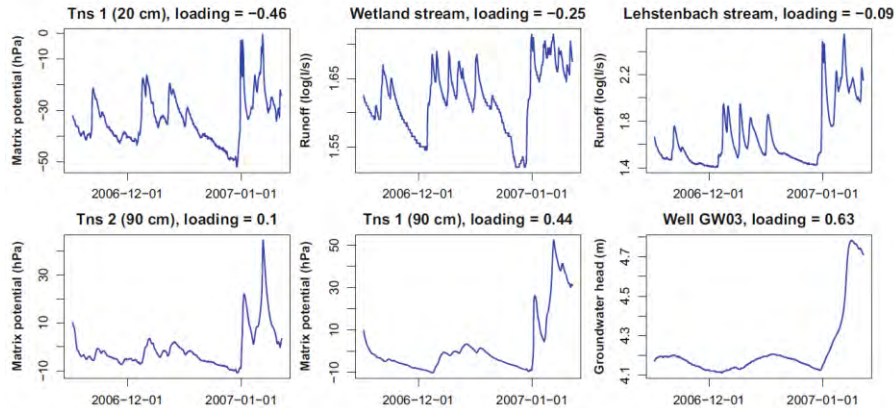 Tns 1 (20 cm), loading = −0.46
Matrix potential (hPa)
0
−10
−30
−50
2006−12−01
2007−01−01
Wetland stream, loading = −0.25
Runoff (log(l/s))
1.65
1.55
2006−12−01
2007−01−01
Lehstenbach stream, loading = −0.09
Runoff (log(l/s))
2.2
1.8
1.4
2006−12−01
2007−01−01
Tns 2 (90 cm), loading = 0.1
Matrix potential (hPa)
30
10
−10
2006−12−01
2007−01−01
Tns 1 (90 cm), loading = 0.44
Matrix potential (hPa)
50
30
10
−10
2006−12−01
2007−01−01
Well GW03, loading = 0.63
Groundwater head (m)
4.7
4.5
4.3
4.1
2006−12−01
2007−01−01